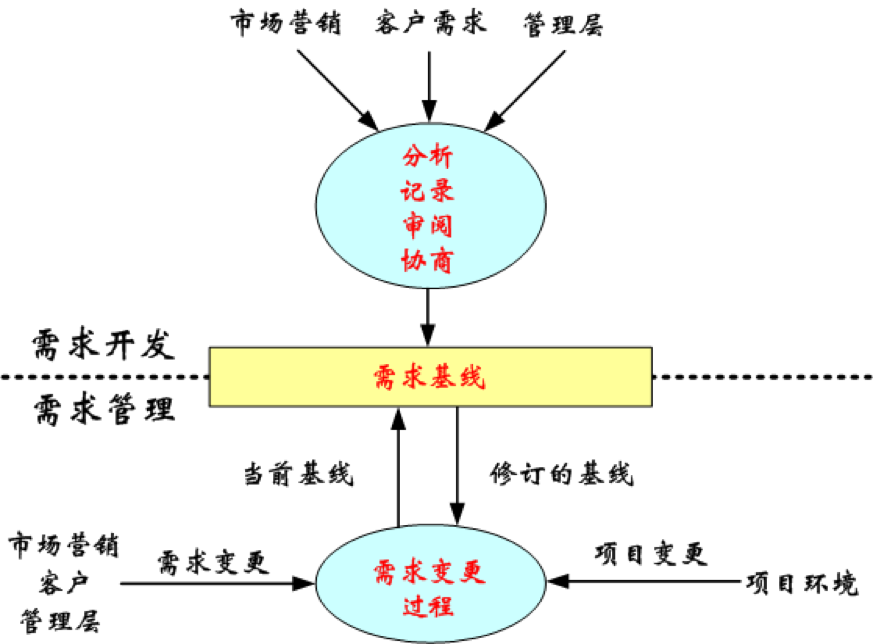 市场营销 客户需求 管理层
分析
记录
审阅
协商
需求开发
需求基线
需求管理
当前基线 修订的基线
市场营销
客户
管理层
需求变更
需求变更
过程
项目变更
项目环境